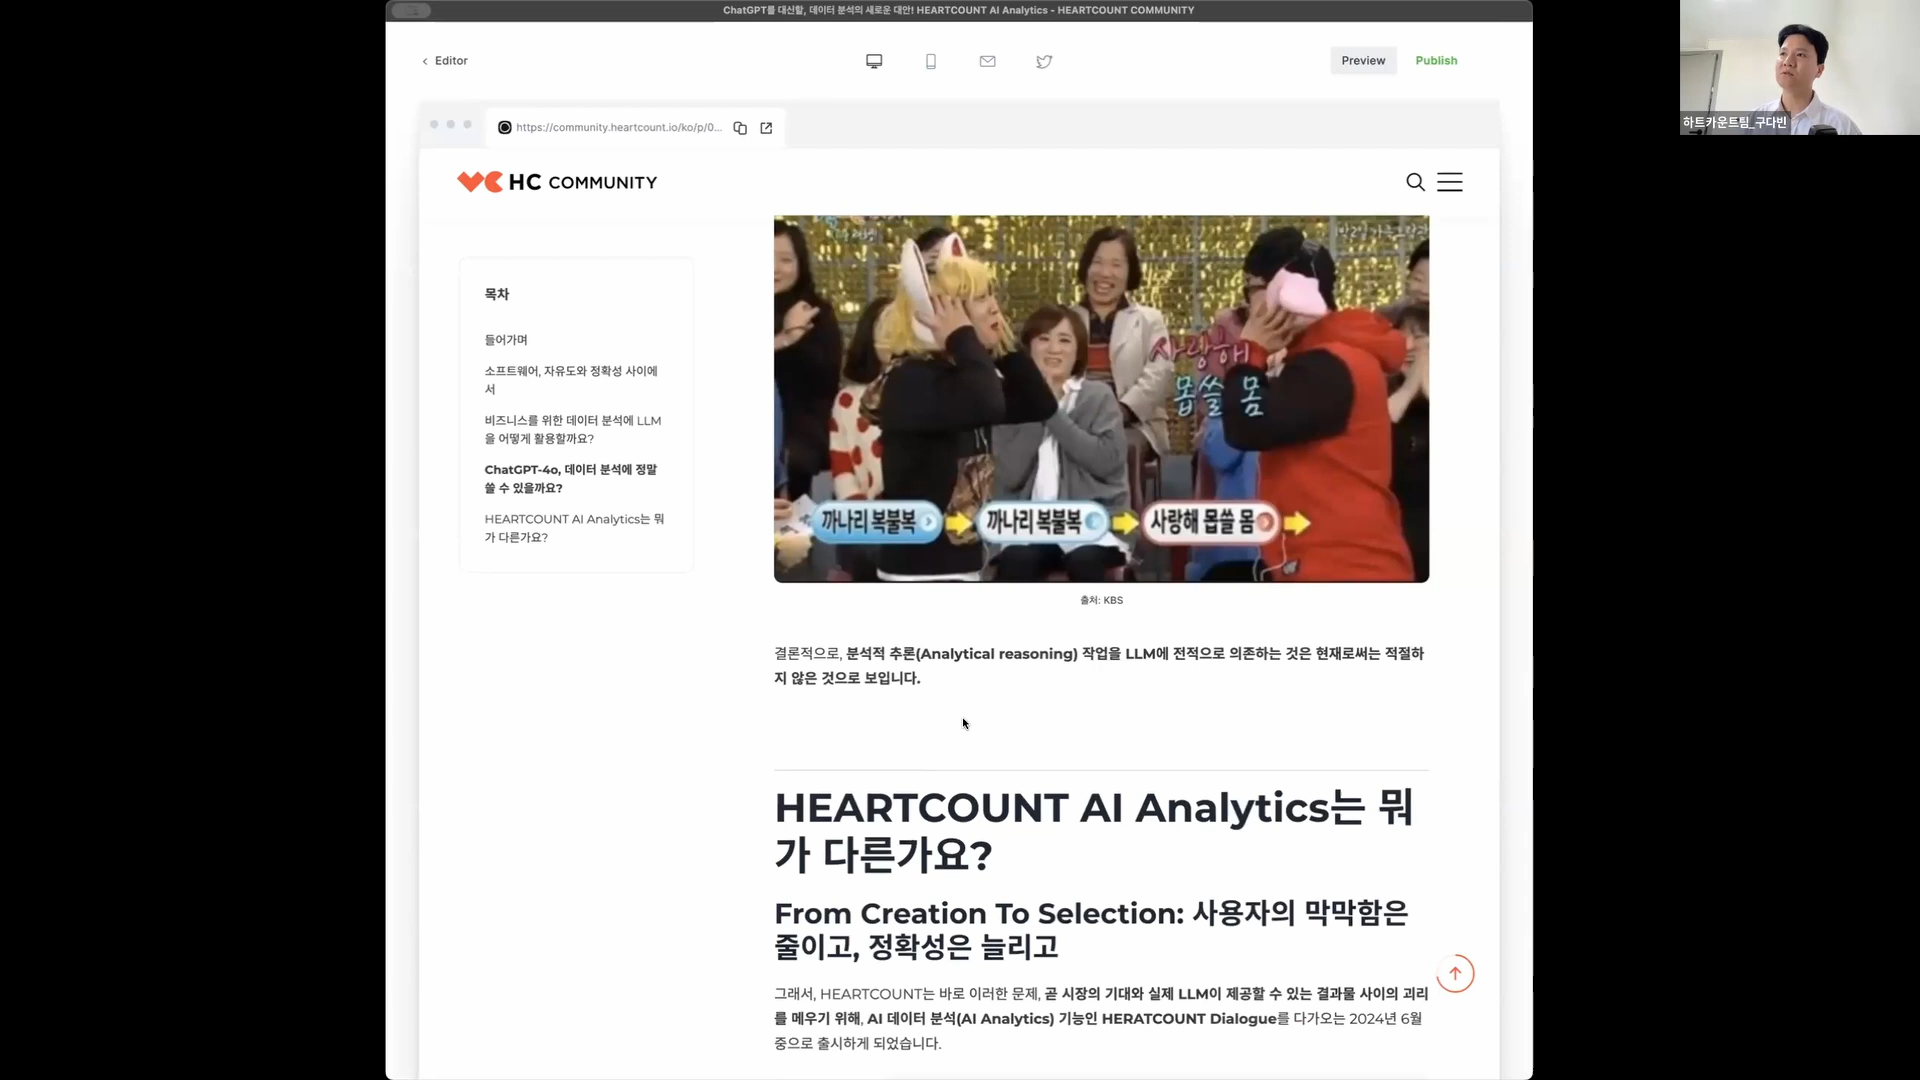 ChatGPT를 대신할, 데이터 분석의 새로운 대안! HEARTCOUNT AI Analytics - HEARTCOUNT COMMUNITY
Editor
Preview
Publish
하트카운트팀_구다빈
https://community.heartcount.io/ko/p/0...
HC COMMUNITY
목차
들어가며
소프트웨어, 자유도와 정확성 사이에
서
비즈니스를 위한 데이터 분석에 LLM
을 어떻게 활용할까요?
ChatGPT-4o, 데이터 분석에 정말
쓸 수 있을까요?
HEARTCOUNT AI Analytics는 뭐
가 다른가요?
사랑해
몹쓸 몸
까나리 복불복
까나리 복불복
사랑해 몹쓸 몸
출처: KBS
결론적으로, 분석적 추론(Analytical reasoning) 작업을 LLM에 전적으로 의존하는 것은 현재로써는 적절하
지 않은 것으로 보입니다.
HEARTCOUNT AI Analytics는 뭐
가 다른가요?
From Creation To Selection: 사용자의 막막함은
줄이고, 정확성은 늘리고
그래서, HEARTCOUNT는 바로 이러한 문제, 곧 시장의 기대와 실제 LLM이 제공할 수 있는 결과물 사이의 괴리
를 메우기 위해, AI 데이터 분석(AI Analytics) 기능인 HERATCOUNT Dialogue를 다가오는 2024년 6월
중으로 출시하게 되었습니다.